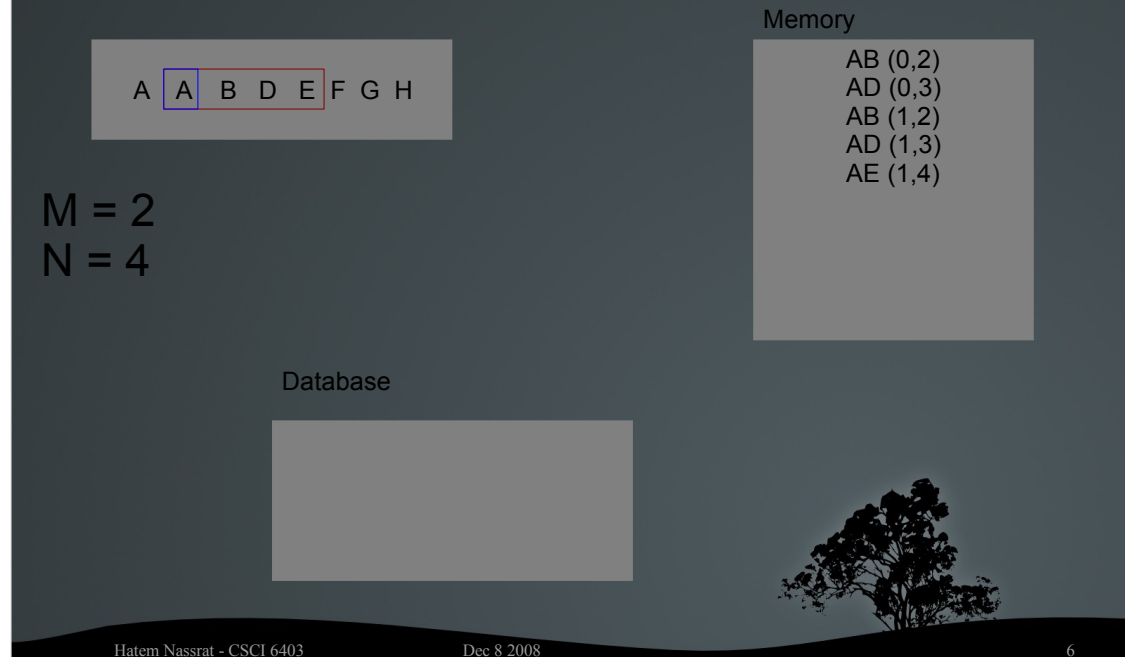 Memory
A A B D E F G H
AB (0,2)
AD (0,3)
AB (1,2)
AD (1,3)
AE (1,4)
M = 2
N = 4
Database
Hatem Nassrat - CSCI 6403 Dec 8 2008 6